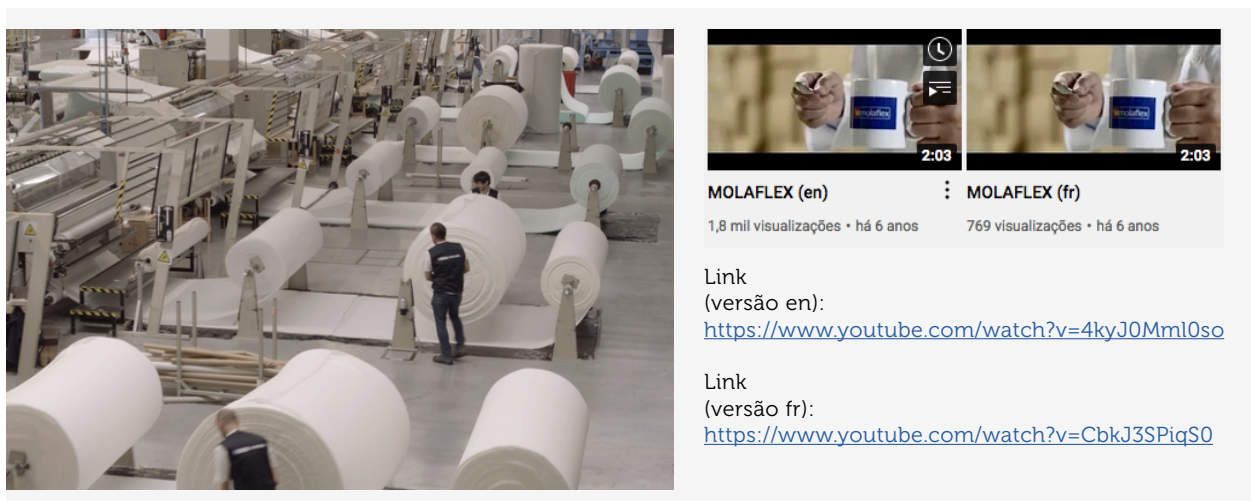 molaflex
2:03
molaflex
2:03
MOLAFLEX (en)
MOLAFLEX (fr)
1,8 mil visualizações • há 6 anos
769 visualizações • há 6 anos
Link
(versão en):
https://www.youtube.com/watch?v=4kyJ0Mml0so
Link
(versão fr):
https://www.youtube.com/watch?v=CbkJ3SPiqS0